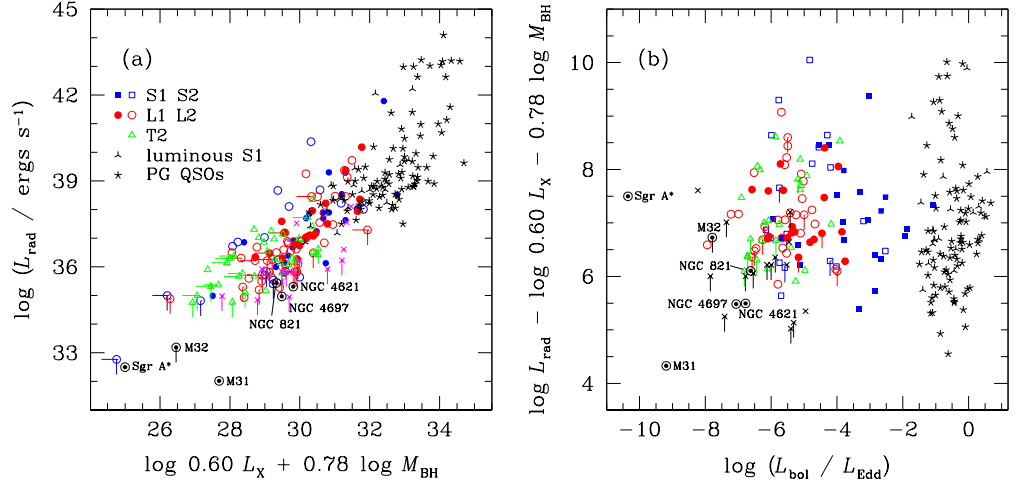 45
42
39
36
33
log (L_rad / ergs s⁻¹)
(a)
S1 S2
L1 L2
T2
luminous S1
PG QSOs
NGC 4621
NGC 4697
NGC 821
M32
Sgr A*
M31
26 28 30 32 34
log 0.60 L_X + 0.78 log M_BH
10
8
6
4
log L_rad − log 0.60 L_X − 0.78 log M_BH
(b)
Sgr A*
M32
NGC 821
NGC 4697
NGC 4621
M31
−10 −8 −6 −4 −2 0
log (L_bol / L_Edd)